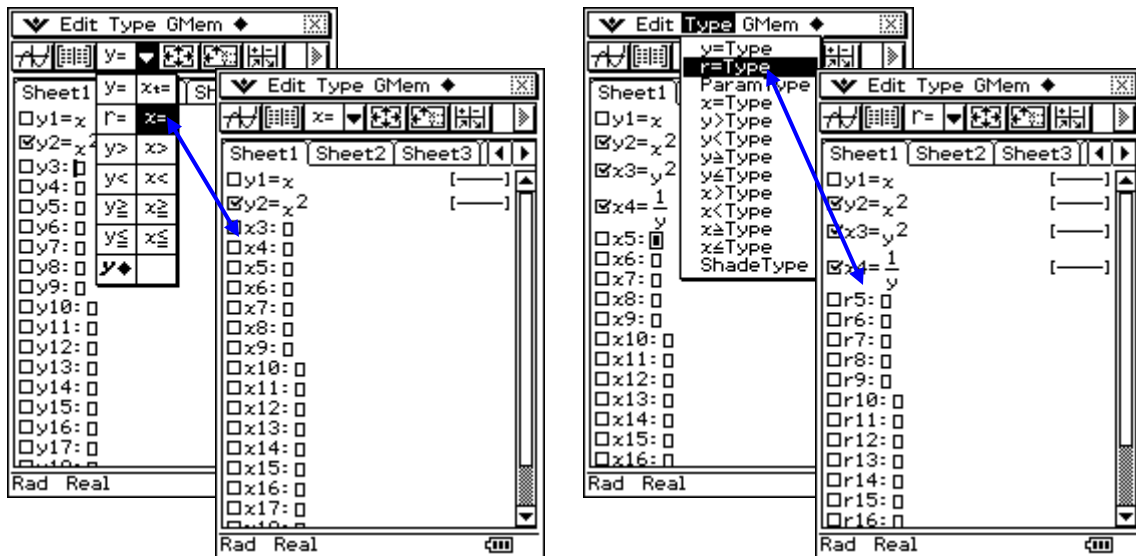 Edit Type GMem ◆
y= ▼
Sheet1 Sh
y= xt=
r= x=
y> x>
y< x<
y≧ x≧
y≦ x≦
y◆
□y1=x
☑y2=x²
□y3:▯
□y4:▯
□y5:▯
□y6:▯
□y7:▯
□y8:▯
□y9:▯
□y10:▯
□y11:▯
□y12:▯
□y13:▯
□y14:▯
□y15:▯
□y16:▯
□y17:▯
Rad Real
Edit Type GMem ◆
x= ▼
Sheet1 Sheet2 Sheet3
□y1=x [——]
☑y2=x² [——]
□x3:▯
□x4:▯
□x5:▯
□x6:▯
□x7:▯
□x8:▯
□x9:▯
□x10:▯
□x11:▯
□x12:▯
□x13:▯
□x14:▯
□x15:▯
□x16:▯
□x17:▯
Rad Real
Edit Type GMem ◆
y=Type
r=Type
ParamType
x=Type
y>Type
y<Type
y≧Type
y≦Type
x>Type
x<Type
x≧Type
x≦Type
ShadeType
Sheet1
□y1=x
☑y2=x²
☑x3=y²
☑x4=1/y
□x5:▯
□x6:▯
□x7:▯
□x8:▯
□x9:▯
□x10:▯
□x11:▯
□x12:▯
□x13:▯
□x14:▯
□x15:▯
□x16:▯
Rad Real
Edit Type GMem ◆
r= ▼
Sheet1 Sheet2 Sheet3
□y1=x [——]
☑y2=x² [——]
☑x3=y² [——]
☑x4=1/y [——]
□r5:▯
□r6:▯
□r7:▯
□r8:▯
□r9:▯
□r10:▯
□r11:▯
□r12:▯
□r13:▯
□r14:▯
□r15:▯
□r16:▯
Rad Real